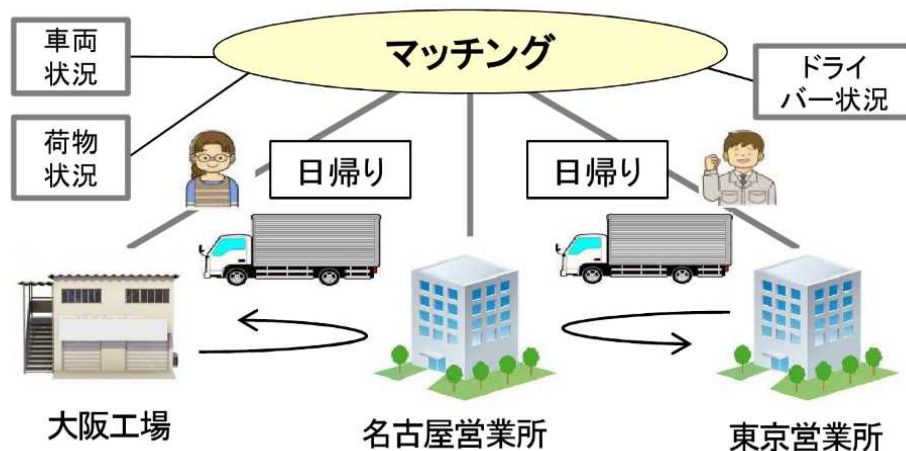 車両
状況
マッチング
ドライ
バー状況
荷物
状況
日帰り
日帰り
大阪工場
名古屋営業所
東京営業所